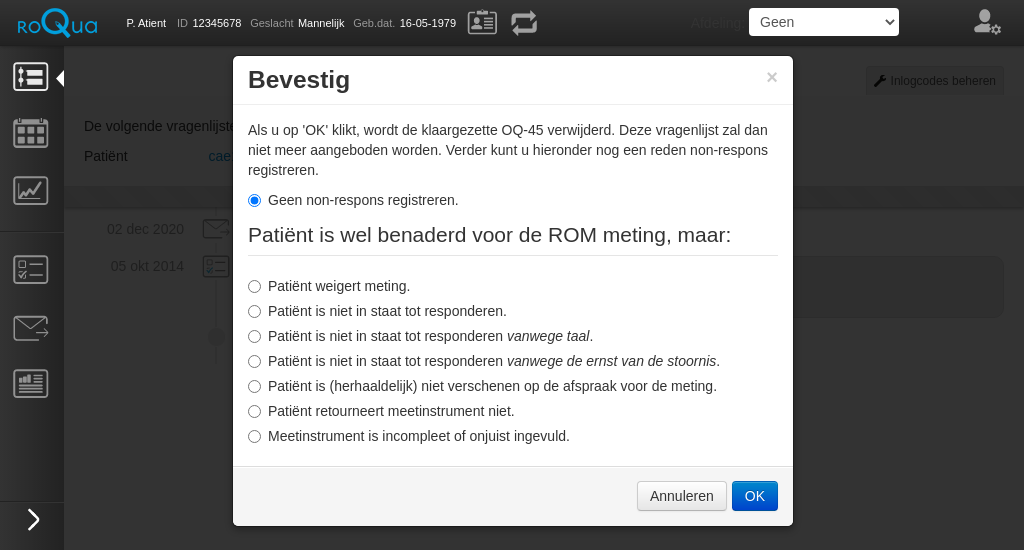 RoQua P. Atient ID 12345678 Geslacht Mannelijk Geb.dat. 16-05-1979 Afdeling Geen
Inlogcodes beheren
De volgende vragenlijste
Patiënt cae
02 dec 2020
05 okt 2014
Bevestig ×
Als u op 'OK' klikt, wordt de klaargezette OQ-45 verwijderd. Deze vragenlijst zal dan
niet meer aangeboden worden. Verder kunt u hieronder nog een reden non-respons
registreren.
Geen non-respons registreren.
Patiënt is wel benaderd voor de ROM meting, maar:
Patiënt weigert meting.
Patiënt is niet in staat tot responderen.
Patiënt is niet in staat tot responderen vanwege taal.
Patiënt is niet in staat tot responderen vanwege de ernst van de stoornis.
Patiënt is (herhaaldelijk) niet verschenen op de afspraak voor de meting.
Patiënt retourneert meetinstrument niet.
Meetinstrument is incompleet of onjuist ingevuld.
Annuleren OK